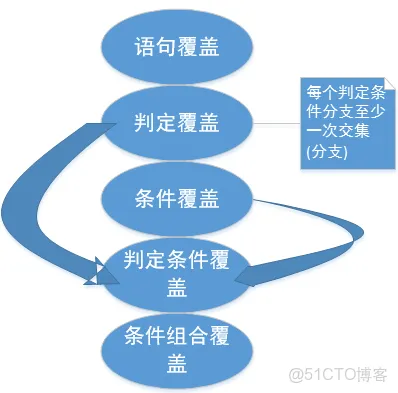 语句覆盖
判定覆盖
每个判定条
件分支至少
一次交集
(分支)
条件覆盖
判定条件覆
盖
条件组合覆
盖
@51CTO博客